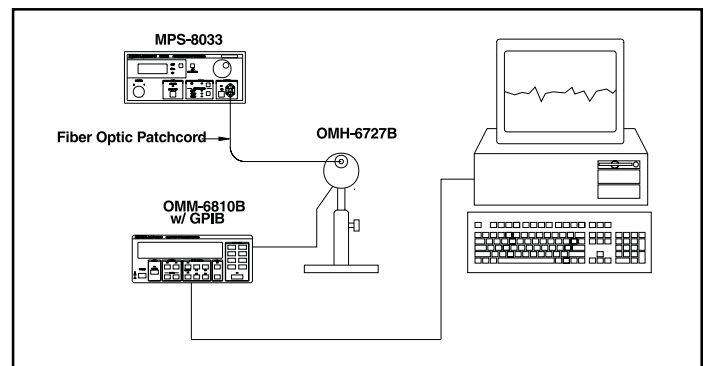 MPS-8033
Fiber Optic Patchcord
OMH-6727B
OMM-6810B
w/ GPIB